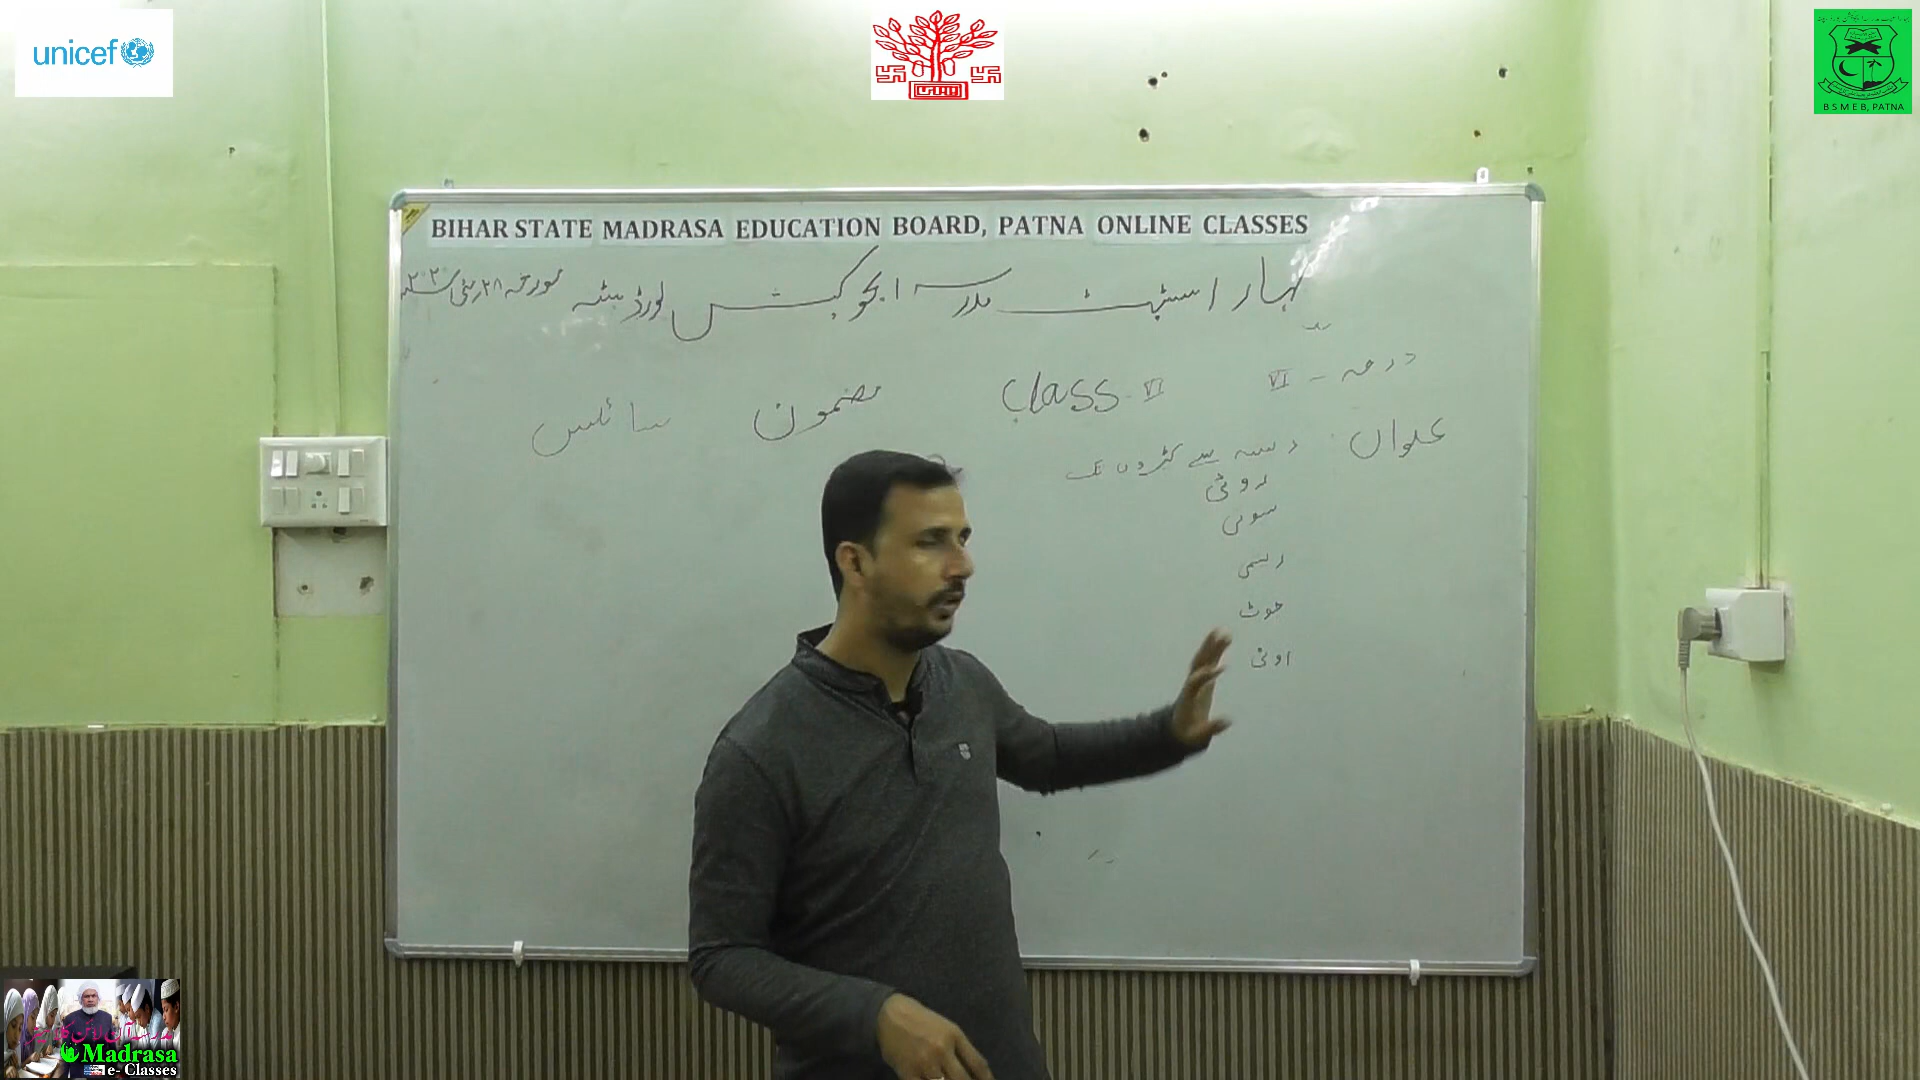 unicef
B S M E B, PATNA
BIHAR STATE MADRASA EDUCATION BOARD, PATNA ONLINE CLASSES
بہار اسٹیٹ مدرسہ ایجوکیشن بورڈ پٹنہ مورخہ ۲۸ مئی ۲۰۲۰
درجہ - VI
Class - VI
مضمون سائنس
عنوان ریشہ سے کپڑوں تک
روئی
سوتی
ریشمی
جوٹ
اونی
Madrasa
e- Classes